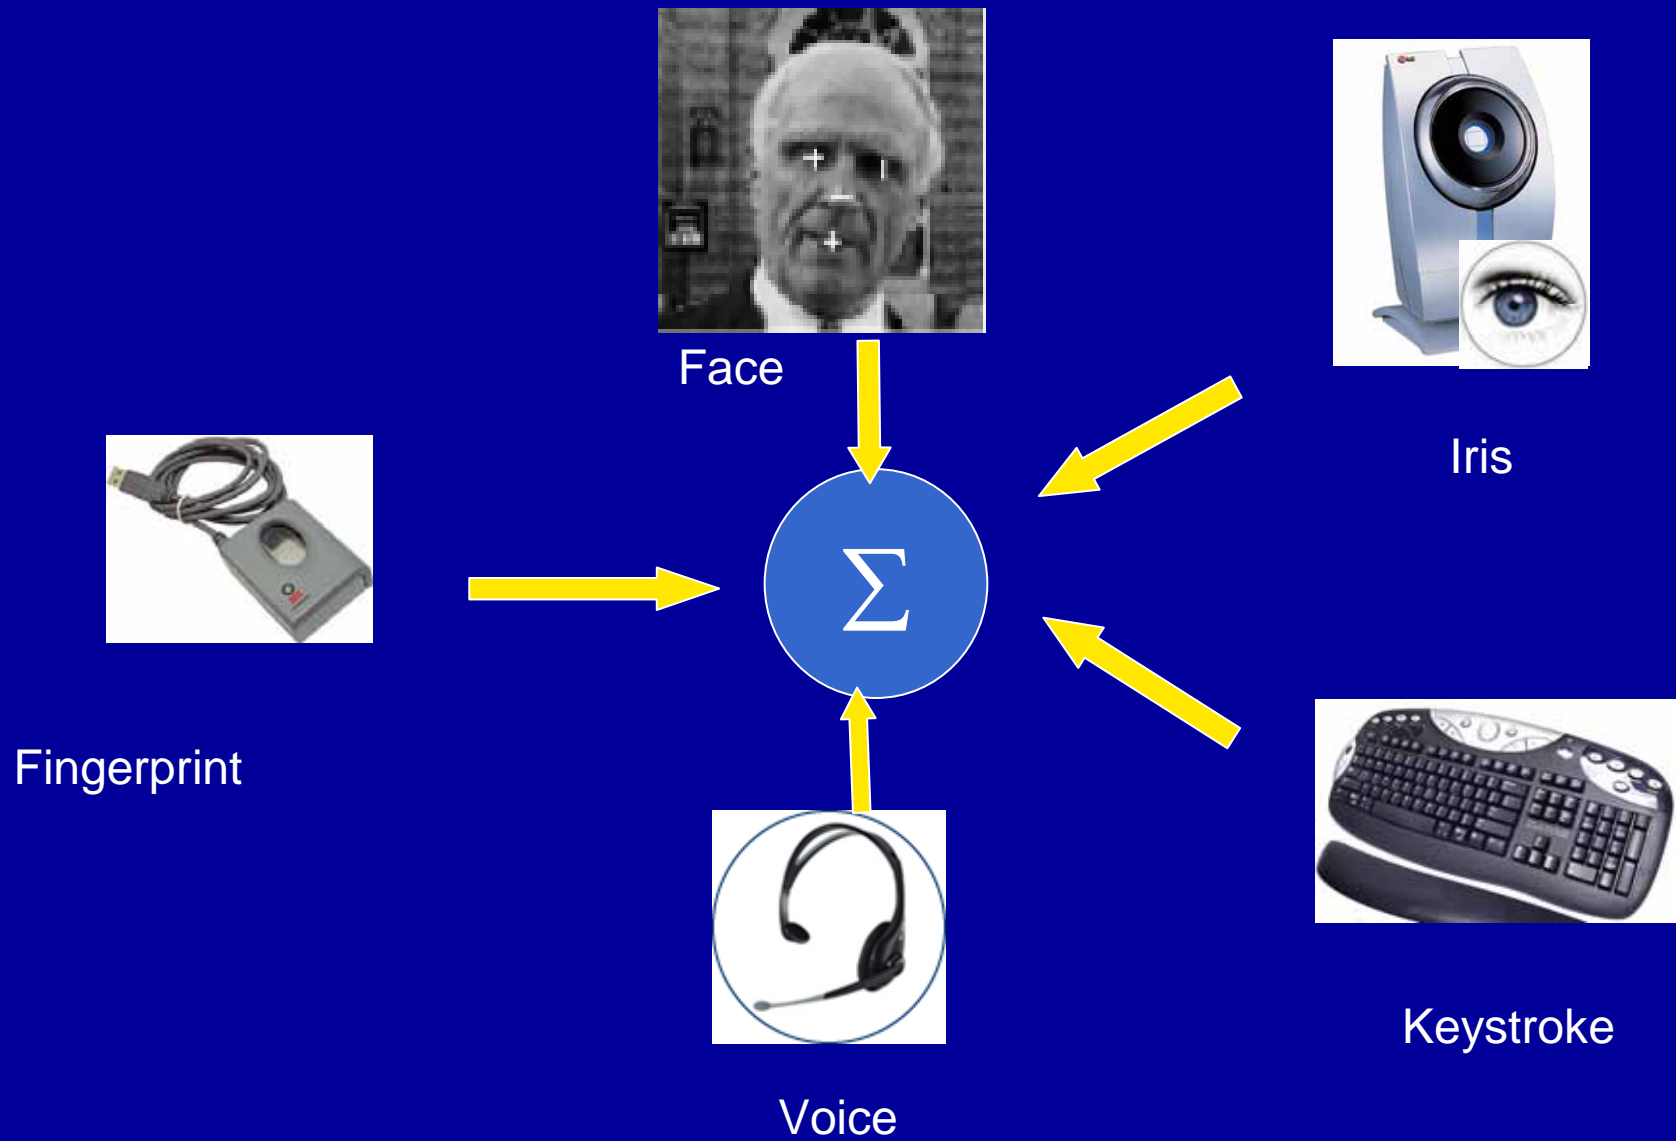 Face
Iris
Σ
Fingerprint
Keystroke
Voice